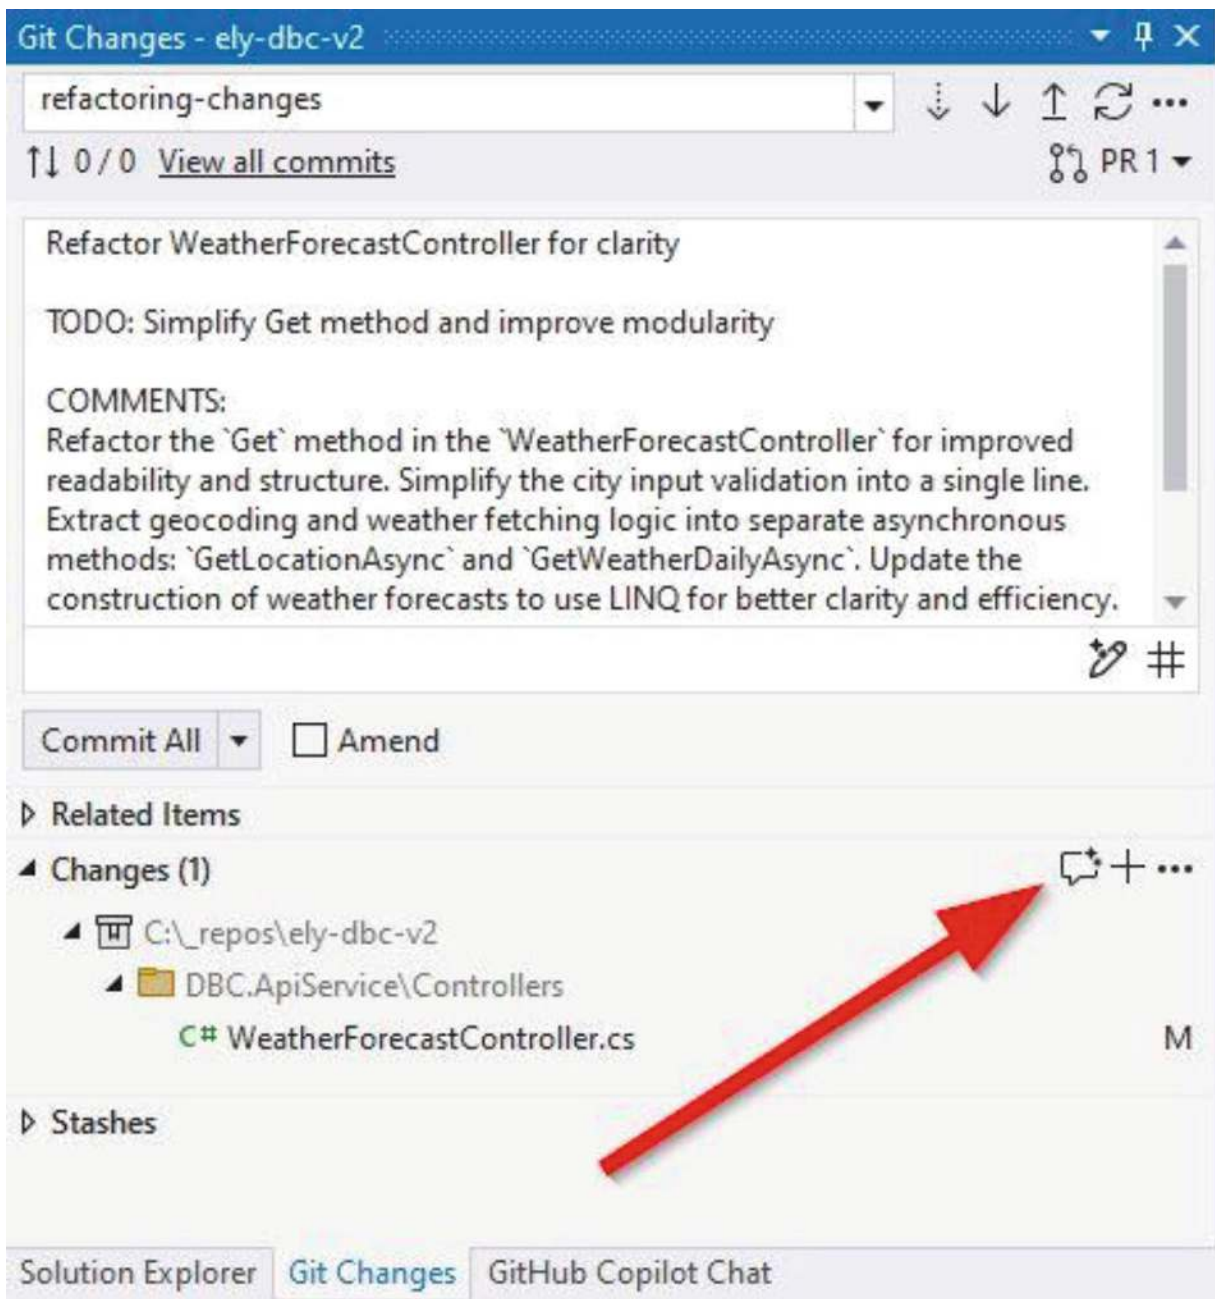 Git Changes - ely-dbc-v2
refactoring-changes
0 / 0 View all commits PR 1
Refactor WeatherForecastController for clarity
TODO: Simplify Get method and improve modularity
COMMENTS:
Refactor the `Get` method in the `WeatherForecastController` for improved
readability and structure. Simplify the city input validation into a single line.
Extract geocoding and weather fetching logic into separate asynchronous
methods: `GetLocationAsync` and `GetWeatherDailyAsync`. Update the
construction of weather forecasts to use LINQ for better clarity and efficiency.
Commit All Amend
Related Items
Changes (1)
C:\_repos\ely-dbc-v2
DBC.ApiService\Controllers
C# WeatherForecastController.cs M
Stashes
Solution Explorer Git Changes GitHub Copilot Chat